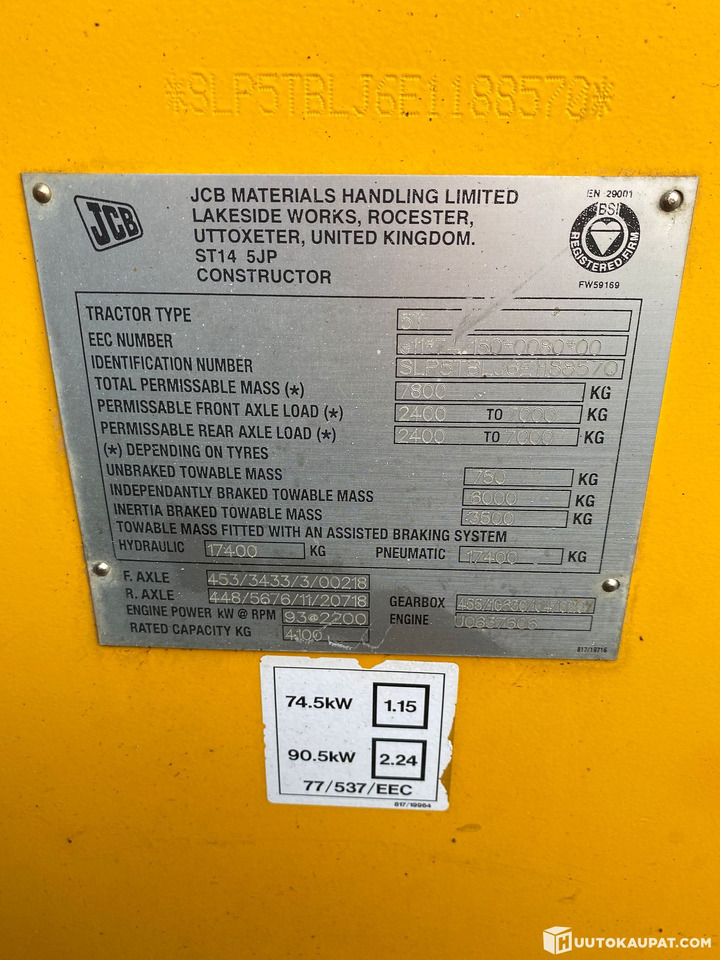 *SLP5TBLJ6E1188570*
JCB
JCB MATERIALS HANDLING LIMITED
LAKESIDE WORKS, ROCESTER,
UTTOXETER, UNITED KINGDOM.
ST14 5JP
CONSTRUCTOR
EN 29001
BSI
REGISTERED FIRM
FW59169
TRACTOR TYPE 5T
EEC NUMBER
IDENTIFICATION NUMBER SLP5TBLJ6E1188570
TOTAL PERMISSABLE MASS (*) 7800 KG
PERMISSABLE FRONT AXLE LOAD (*) 2400 TO 7000 KG
PERMISSABLE REAR AXLE LOAD (*) 2400 TO 7000 KG
(*) DEPENDING ON TYRES
UNBRAKED TOWABLE MASS 750 KG
INDEPENDANTLY BRAKED TOWABLE MASS 6000 KG
INERTIA BRAKED TOWABLE MASS 3500 KG
TOWABLE MASS FITTED WITH AN ASSISTED BRAKING SYSTEM
HYDRAULIC 17400 KG PNEUMATIC 17400 KG
F. AXLE 453/3433/3/00218
R. AXLE 448/5676/11/20718
GEARBOX
ENGINE POWER kW @ RPM 93@2200
ENGINE U0637606
RATED CAPACITY KG 4100
817/19716
74.5kW 1.15
90.5kW 2.24
77/537/EEC
817/19964
HUUTOKAUPAT.COM